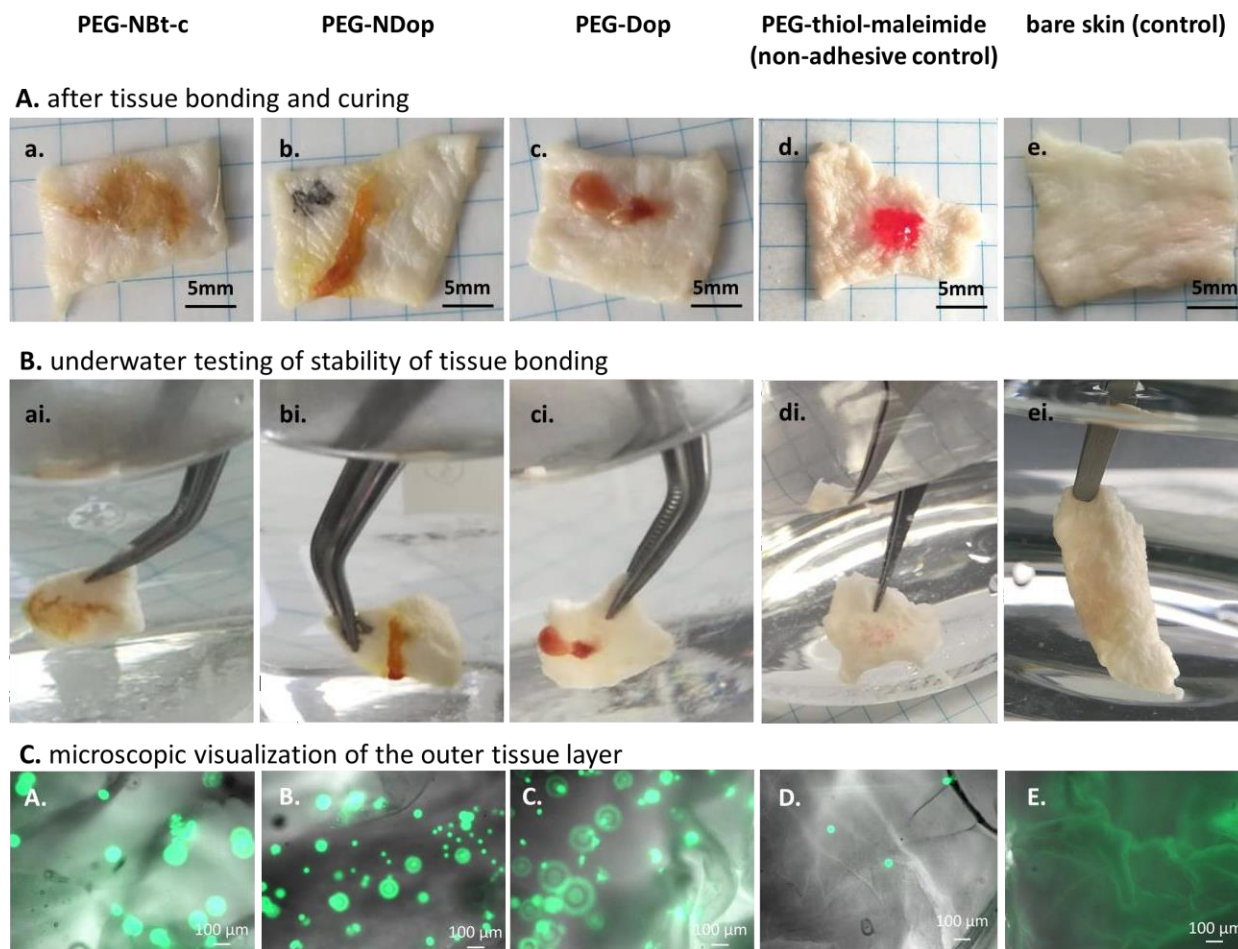 PEG-NBt-c PEG-NDop PEG-Dop PEG-thiol-maleimide bare skin (control)
(non-adhesive control)
A. after tissue bonding and curing
a. b. c. d. e.
5mm 5mm 5mm 5mm 5mm
B. underwater testing of stability of tissue bonding
ai. bi. ci. di. ei.
C. microscopic visualization of the outer tissue layer
A. B. C. D. E.
100 μm 100 μm 100 μm 100 μm 100 μm